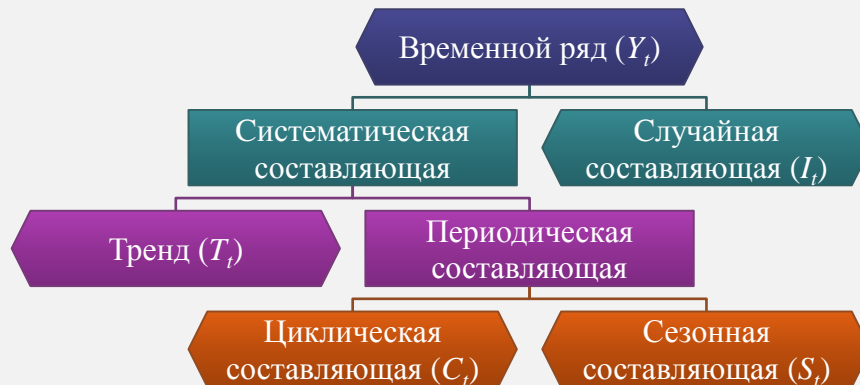 Временной ряд (Yₜ)
Систематическая
составляющая
Случайная
составляющая (Iₜ)
Тренд (Tₜ)
Периодическая
составляющая
Циклическая
составляющая (Cₜ)
Сезонная
составляющая (Sₜ)